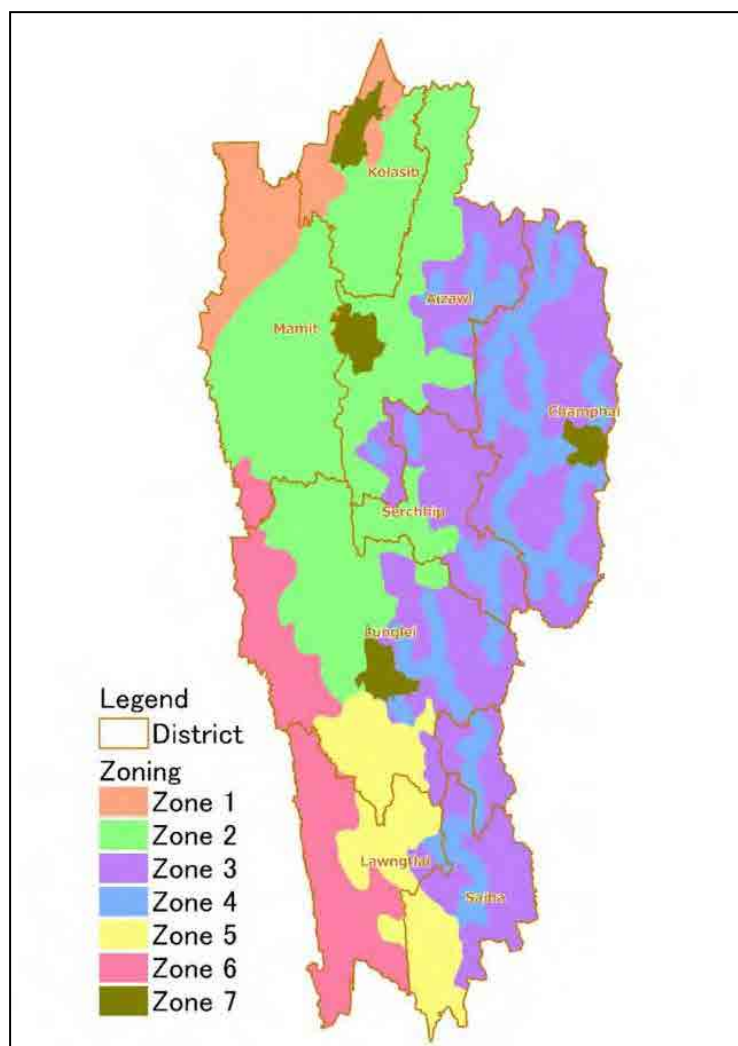 Kolasib
Aizawl
Mamit
Champhai
Serchhip
Lunglei
Legend
District
Zoning
Zone 1
Zone 2
Zone 3
Zone 4
Zone 5
Zone 6
Zone 7
Lawngtlai
Saiha